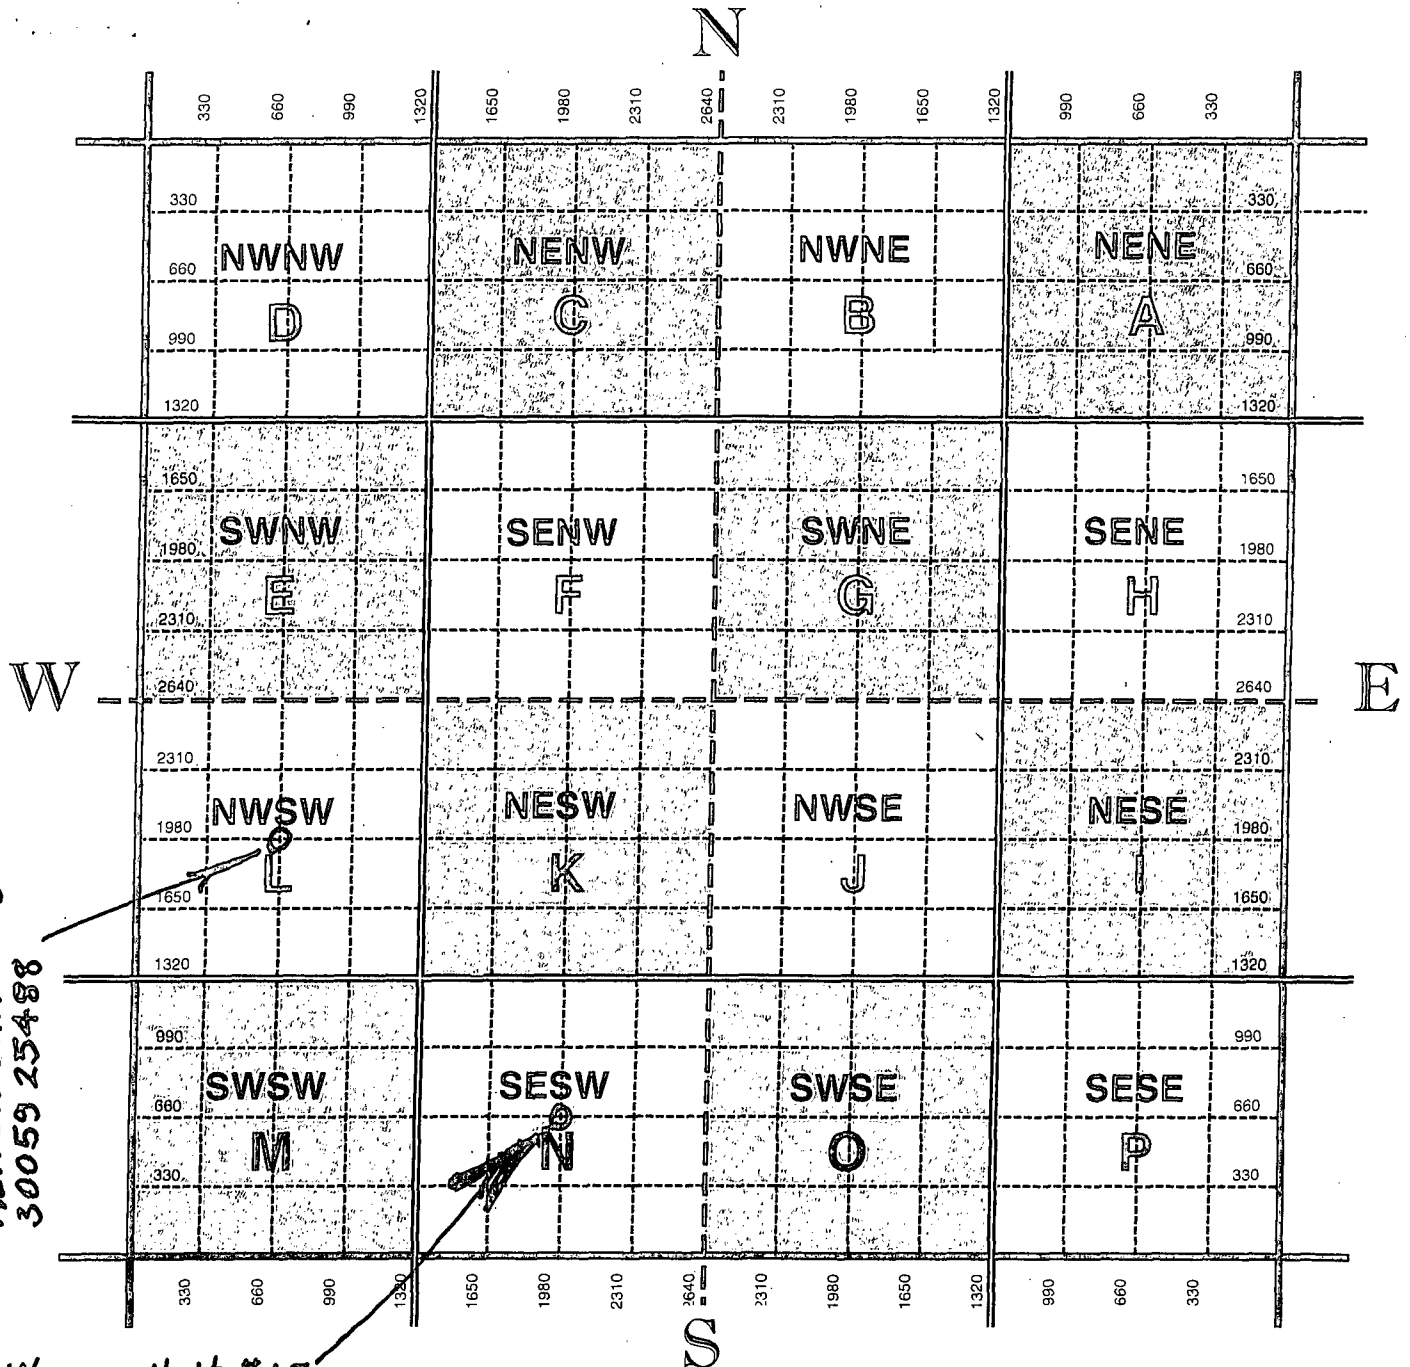 N
330 660 990 1320 1650 1980 2310 2640 2310 1980 1650 1320 990 660 330
330 330
NWNW NENW NWNE NENE
660 660
D C B A
990 990
1320 1320
1650 1650
SWNW SENW SWNE SENE
1980 1980
E F G H
2310 2310
W E
2640 2640
2310 2310
NWSW NESW NWSE NESE
1980 1980
L K J I
1650 1650
1320 1320
30059 25488
990 990
SWSW SESW SWSE SESE
660 660
M N O P
330 330
330 660 990 1320 1650 1980 2310 2640 2310 1980 1650 1320 990 660 330
S